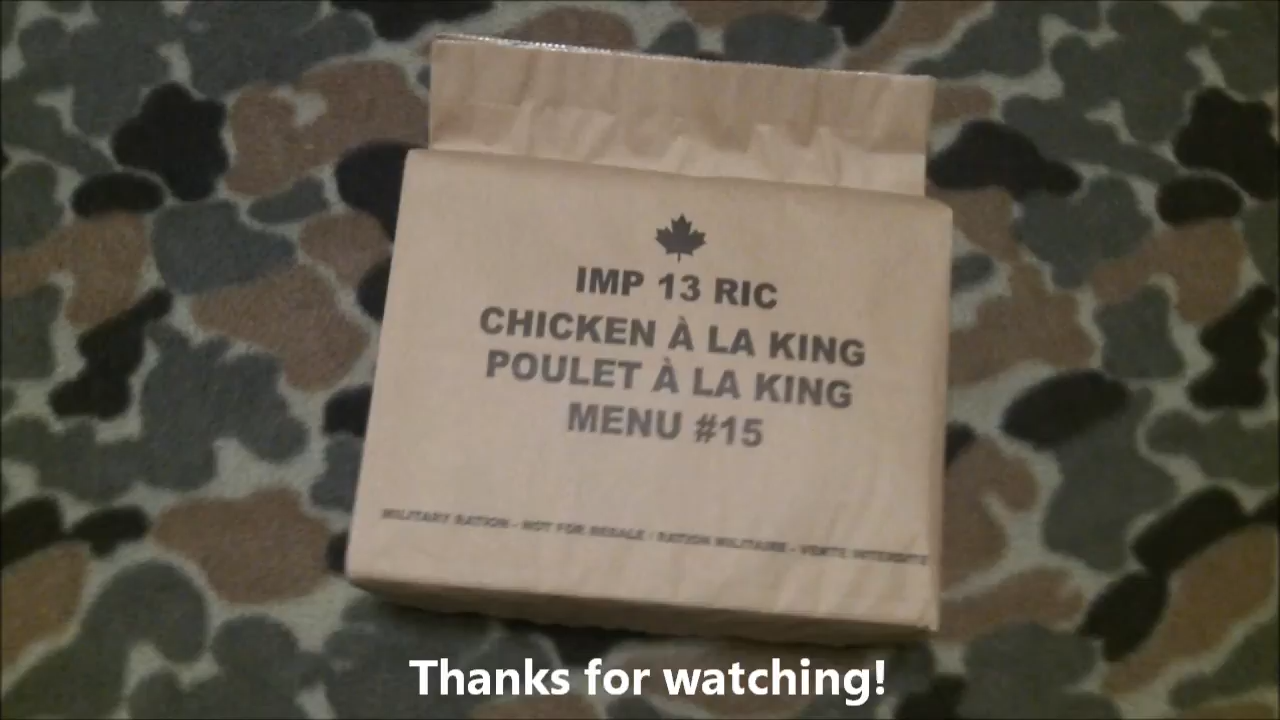 IMP 13 RIC
CHICKEN À LA KING
POULET À LA KING
MENU #15
MILITARY RATION - NOT FOR RESALE / RATION MILITAIRE - VENTE INTERDITE
Thanks for watching!